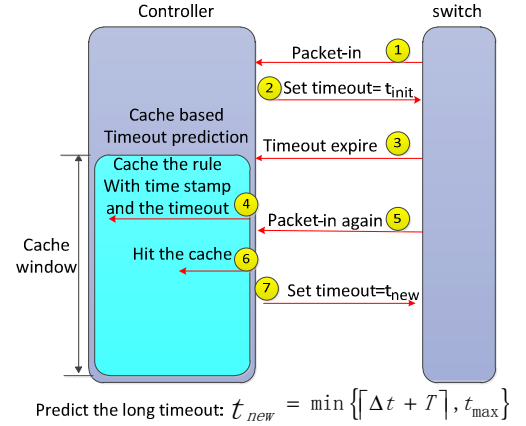 Controller
switch
1
Packet-in
2
Set timeout= tinit
Cache based
Timeout prediction
Timeout expire
3
Cache the rule
With time stamp
and the timeout
4
Packet-in again
5
Cache
window
Hit the cache
6
7
Set timeout=tnew
Predict the long timeout: t_new = min{⌈Δt + T⌉, t_max}